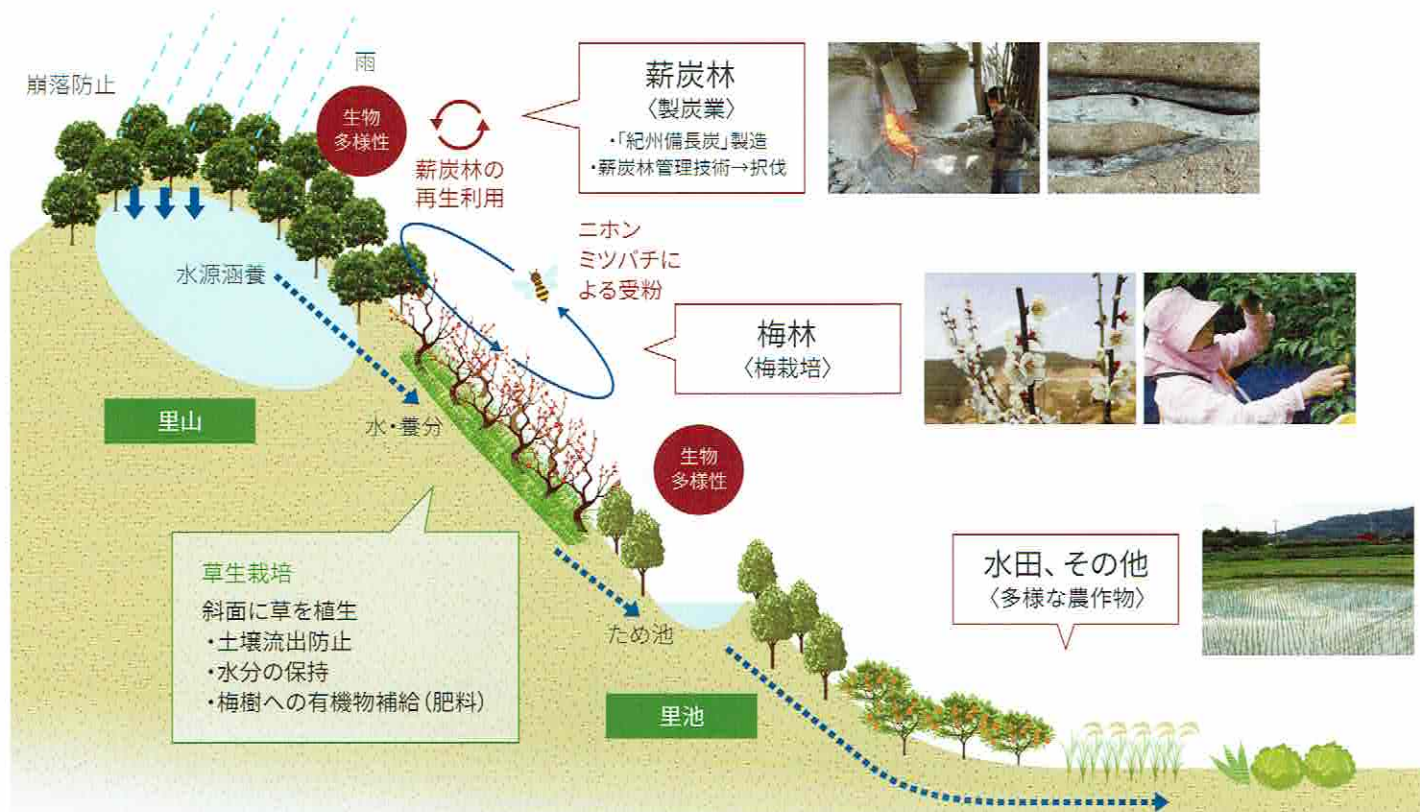 雨
崩落防止
生物
多様性
薪炭林の
再生利用
薪炭林
〈製炭業〉
・「紀州備長炭」製造
・薪炭林管理技術→択伐
ニホン
ミツバチに
よる受粉
水源涵養
梅林
〈梅栽培〉
里山
水・養分
生物
多様性
草生栽培
斜面に草を植生
・土壌流出防止
・水分の保持
・梅樹への有機物補給（肥料）
ため池
里池
水田、その他
〈多様な農作物〉